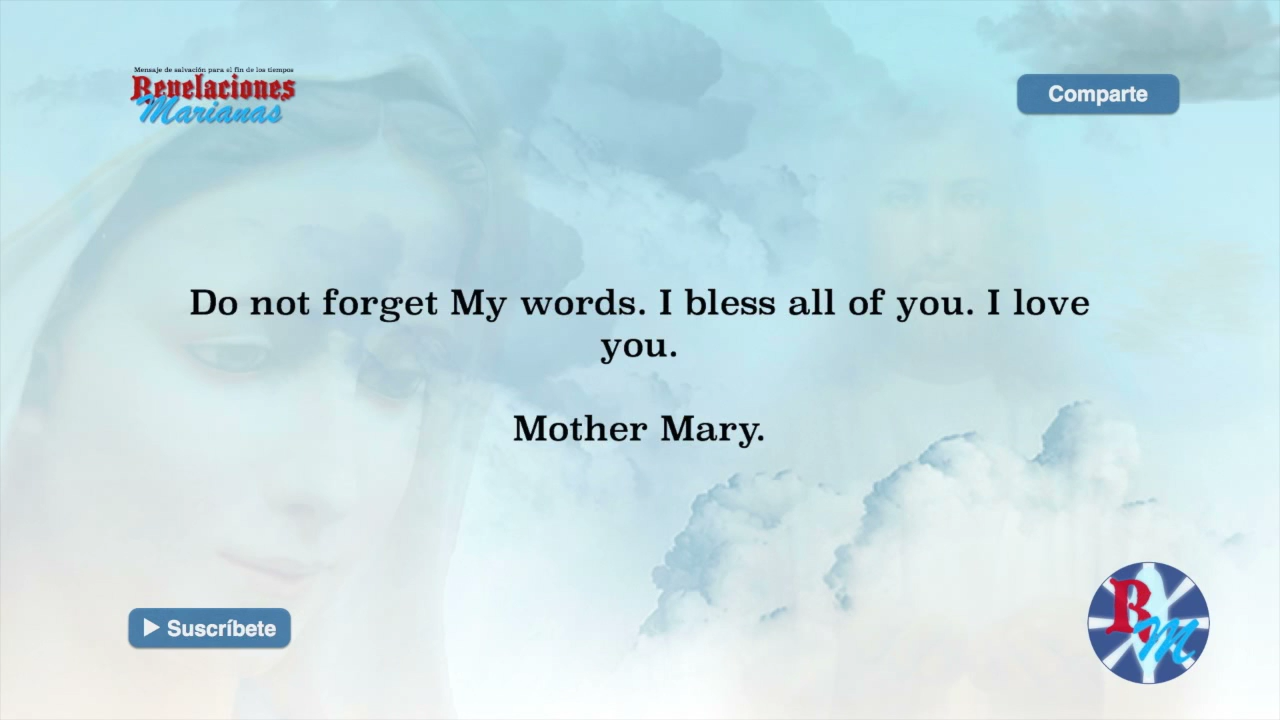 Mensaje de salvación para el fin de los tiempos
Revelaciones
Marianas
Comparte
Do not forget My words. I bless all of you. I love
you.
Mother Mary.
Suscríbete
R
M